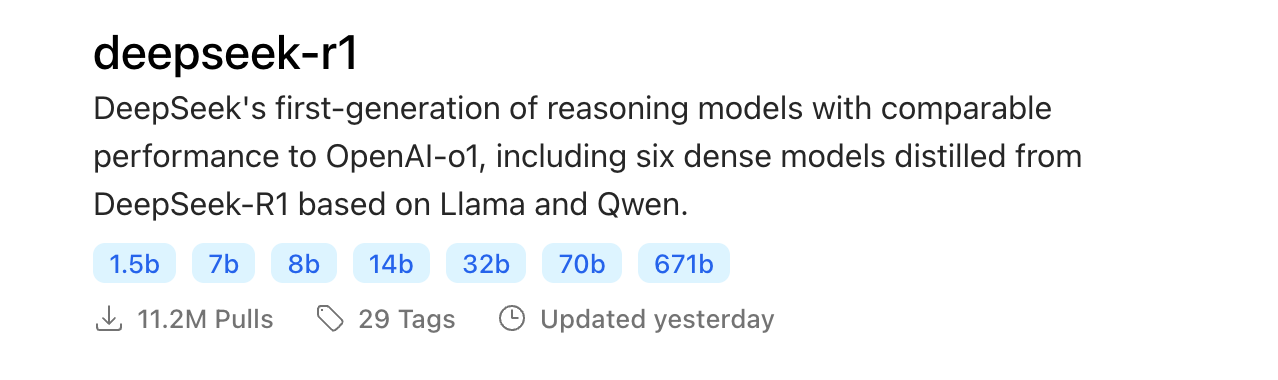 deepseek-r1
DeepSeek's first-generation of reasoning models with comparable
performance to OpenAI-o1, including six dense models distilled from
DeepSeek-R1 based on Llama and Qwen.
1.5b 7b 8b 14b 32b 70b 671b
11.2M Pulls 29 Tags Updated yesterday